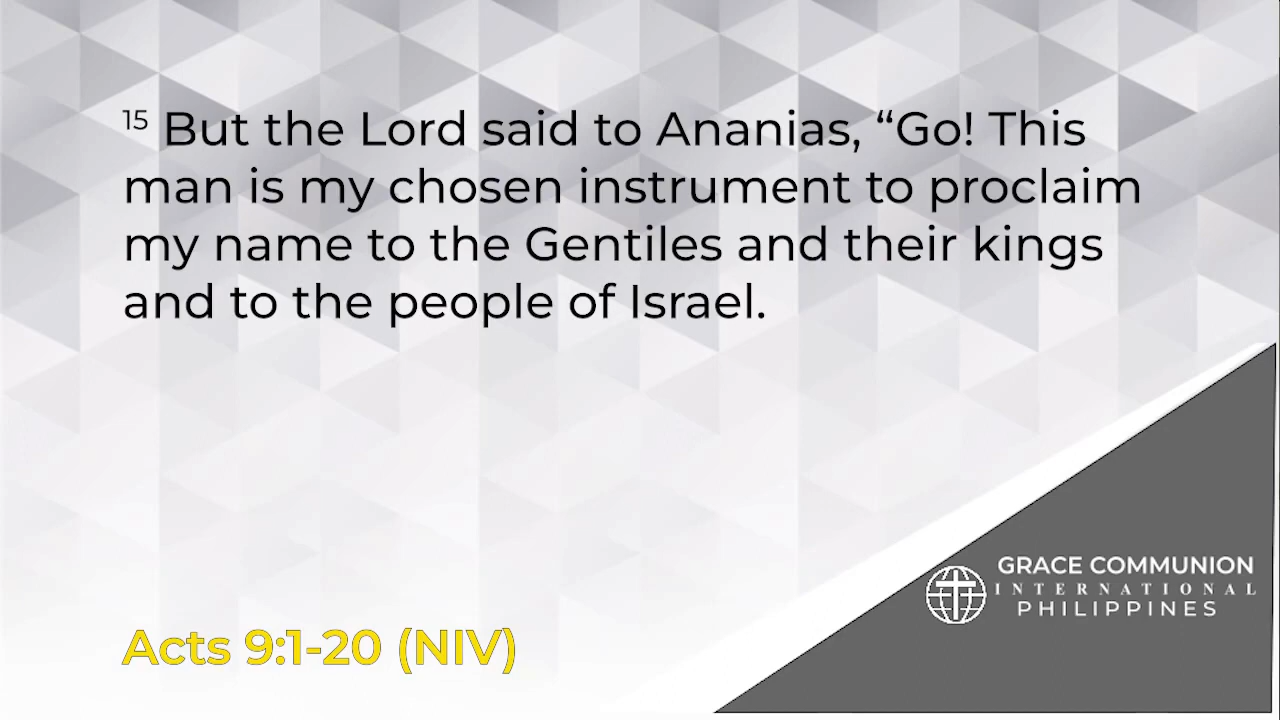 15 But the Lord said to Ananias, “Go! This
man is my chosen instrument to proclaim
my name to the Gentiles and their kings
and to the people of Israel.
GRACE COMMUNION
INTERNATIONAL
PHILIPPINES
Acts 9:1-20 (NIV)